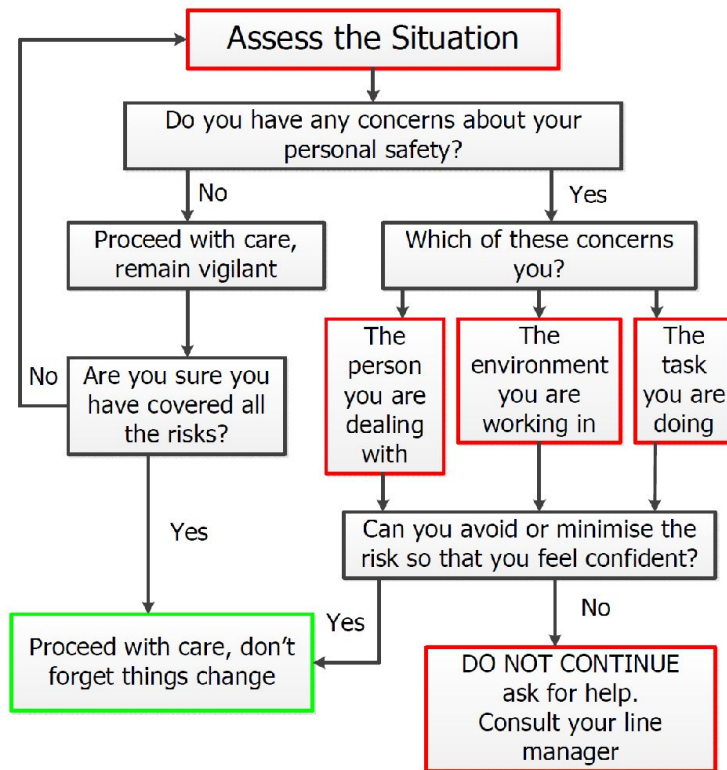 Assess the Situation
Do you have any concerns about your
personal safety?
No
Yes
Proceed with care,
remain vigilant
Which of these concerns
you?
The
person
you are
dealing
with
The
environment
you are
working in
The
task
you are
doing
No
Are you sure you
have covered all
the risks?
Yes
Can you avoid or minimise the
risk so that you feel confident?
Yes
No
Proceed with care, don't
forget things change
DO NOT CONTINUE
ask for help.
Consult your line
manager